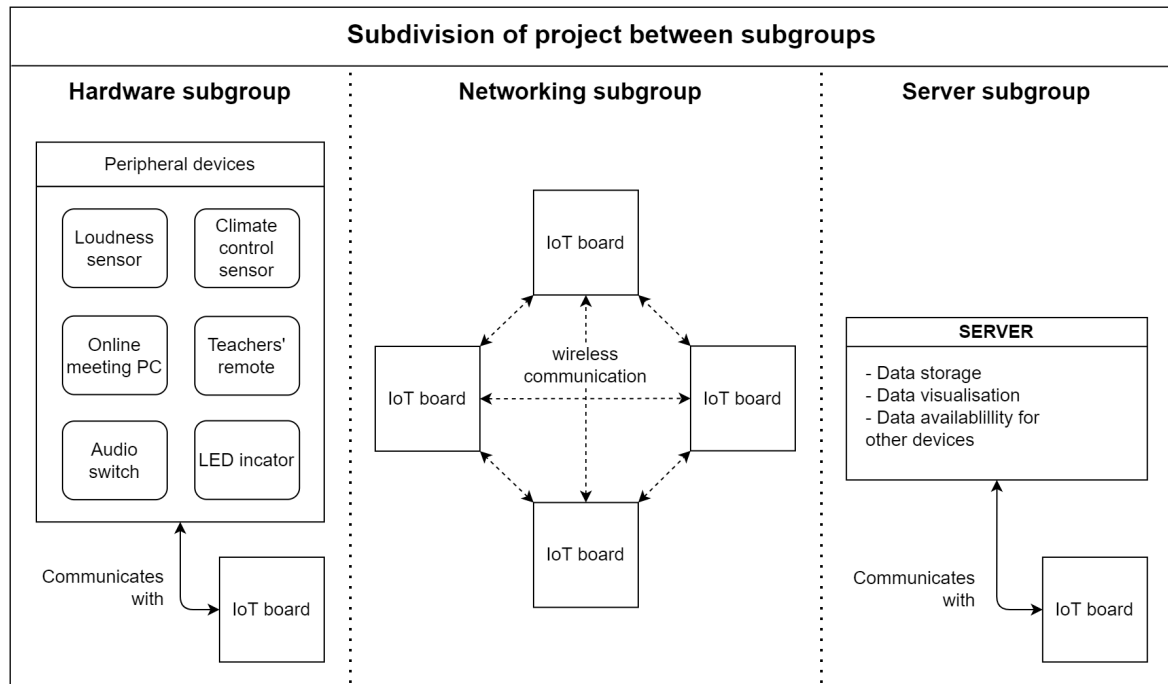 Subdivision of project between subgroups
Hardware subgroup
Peripheral devices
Loudness
sensor
Climate
control
sensor
Online
meeting PC
Teachers'
remote
Audio
switch
LED incator
Communicates
with
IoT board
Networking subgroup
IoT board
wireless
communication
IoT board
IoT board
IoT board
Server subgroup
SERVER
- Data storage
- Data visualisation
- Data availablillity for
other devices
Communicates
with
IoT board